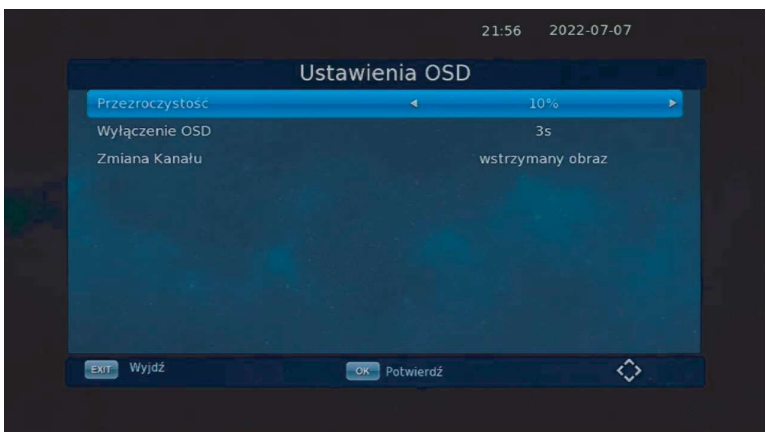 21:56 2022-07-07
Ustawienia OSD
Przezroczystość 10%
Wyłączenie OSD 3s
Zmiana Kanału wstrzymany obraz
EXIT Wyjdź OK Potwierdź